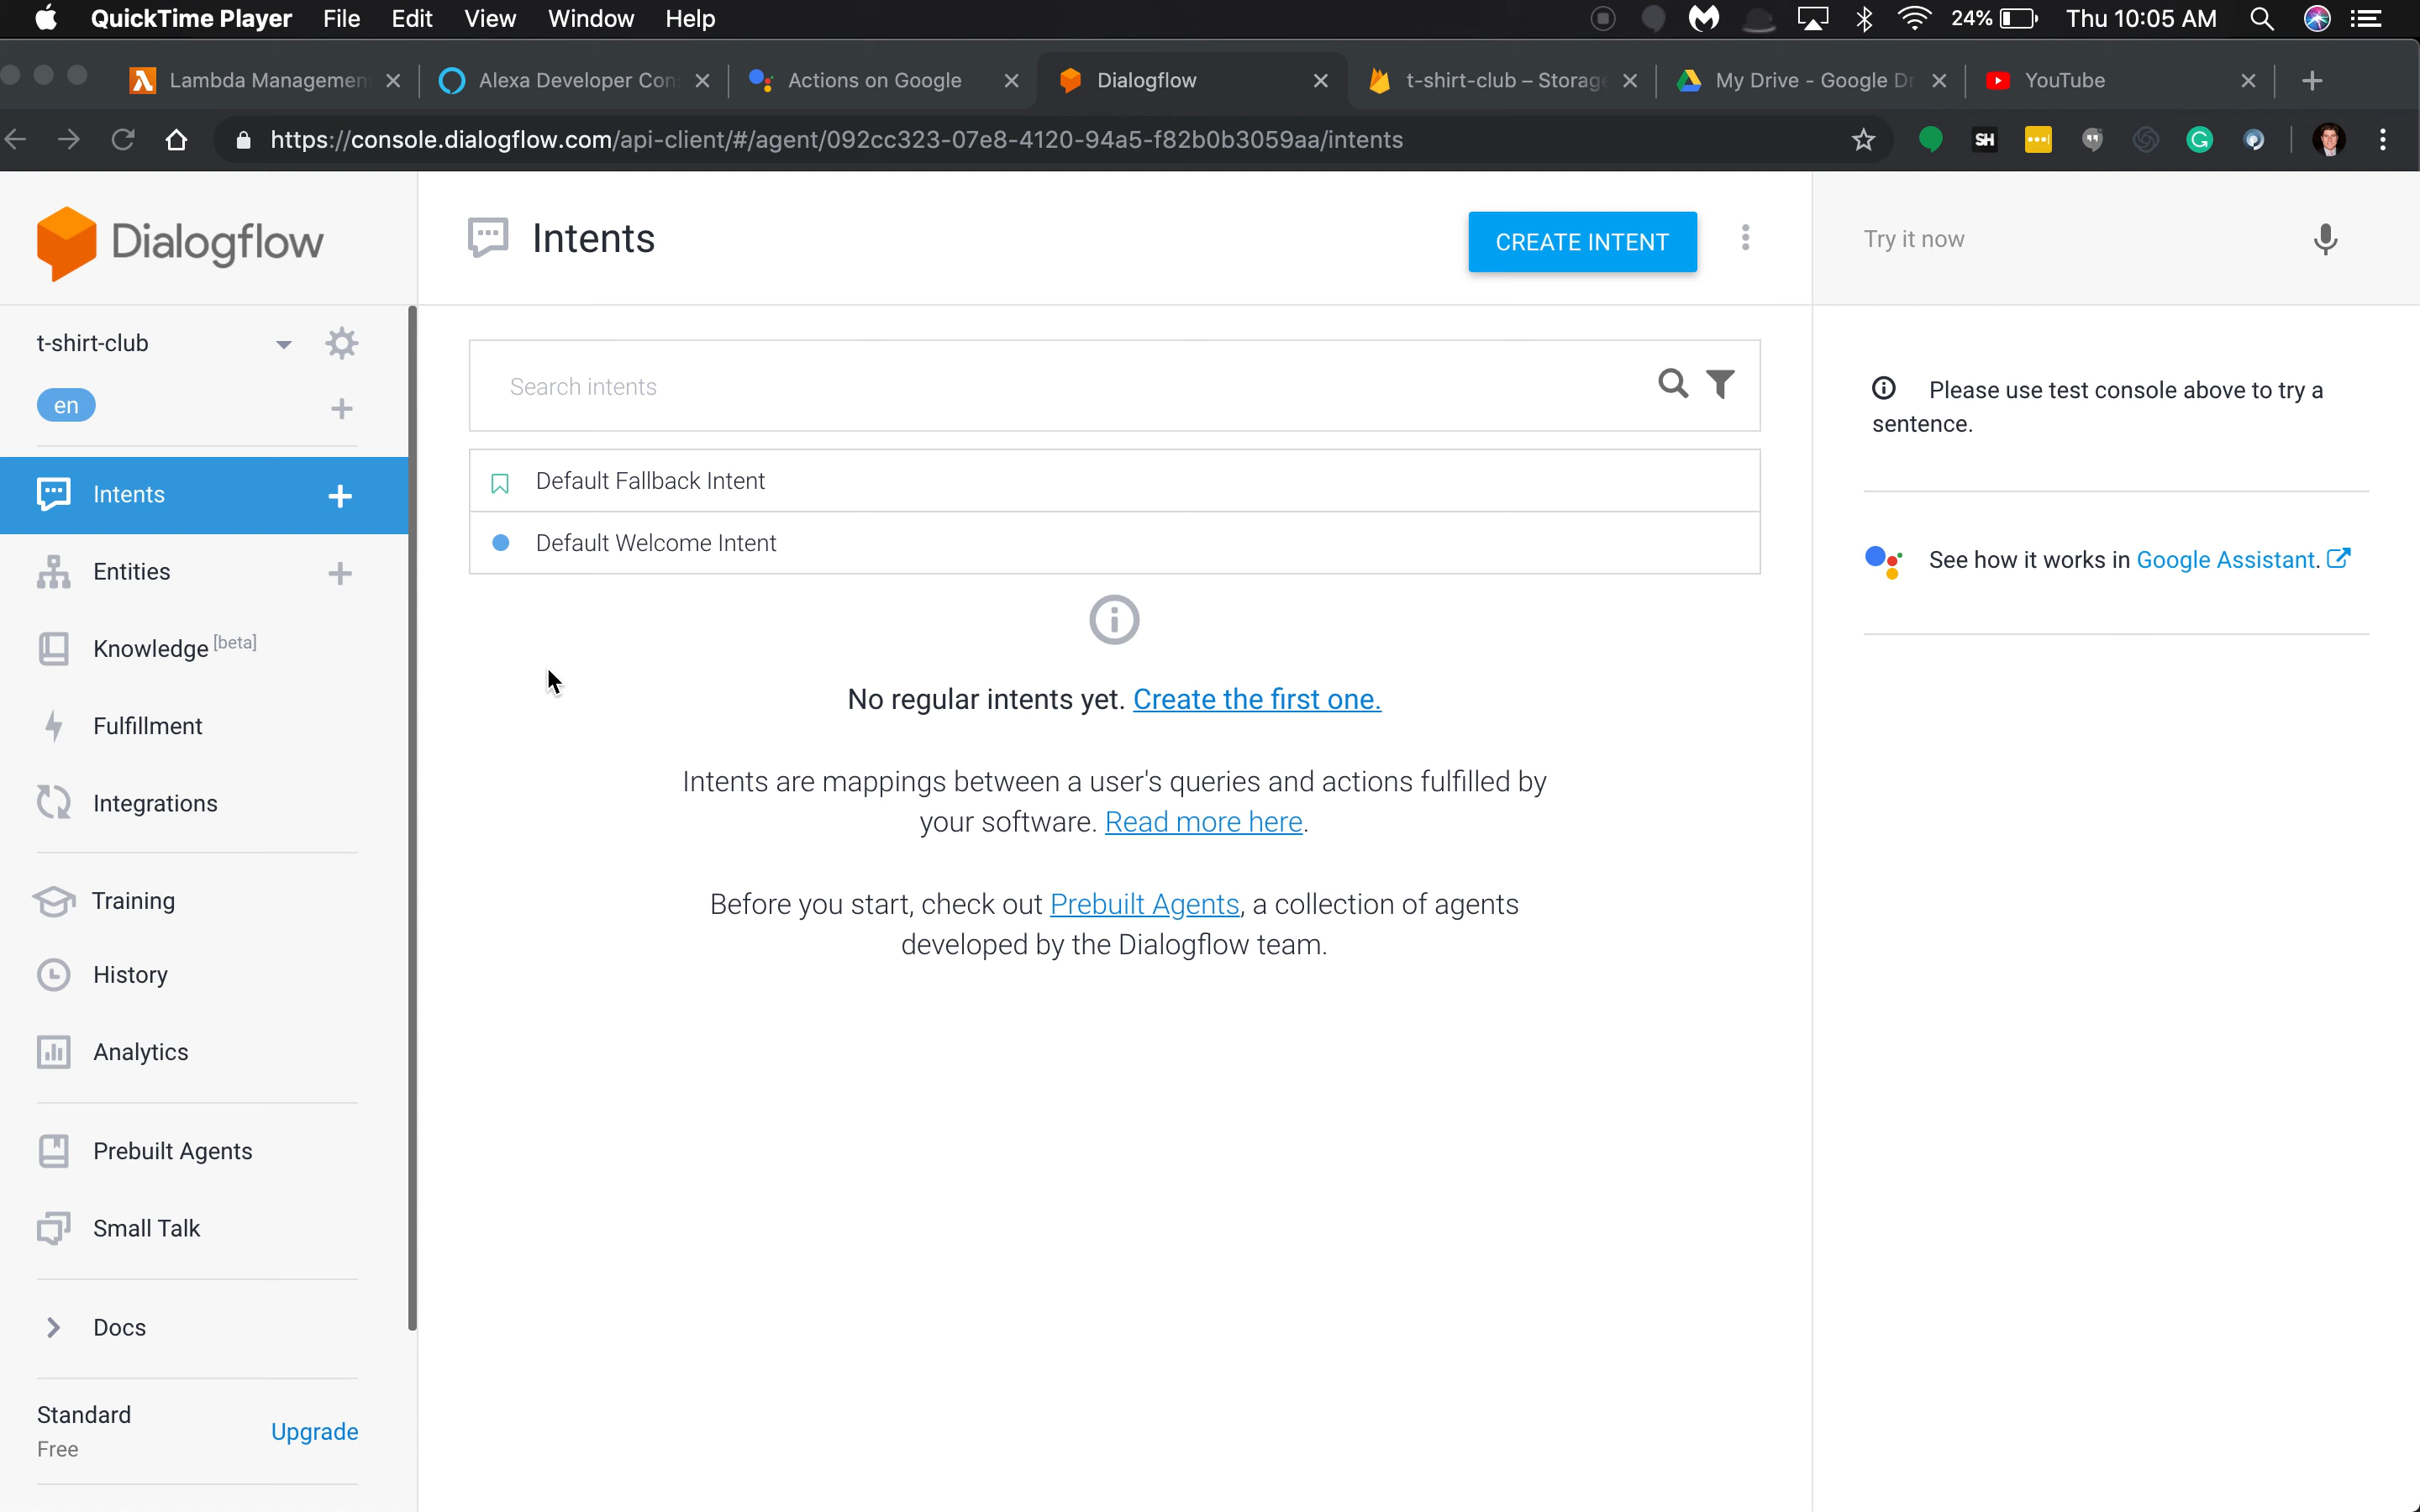 QuickTime Player File Edit View Window Help 24% Thu 10:05 AM
Lambda Managemen Alexa Developer Con Actions on Google Dialogflow t-shirt-club – Storage My Drive - Google Dr YouTube
https://console.dialogflow.com/api-client/#/agent/092cc323-07e8-4120-94a5-f82b0b3059aa/intents SH
Dialogflow
Intents
CREATE INTENT
Try it now
t-shirt-club
en
Intents
Entities
Knowledge [beta]
Fulfillment
Integrations
Training
History
Analytics
Prebuilt Agents
Small Talk
Docs
Standard
Free
Upgrade
Search intents
Default Fallback Intent
Default Welcome Intent
No regular intents yet. Create the first one.
Intents are mappings between a user's queries and actions fulfilled by
your software. Read more here.
Before you start, check out Prebuilt Agents, a collection of agents
developed by the Dialogflow team.
Please use test console above to try a
sentence.
See how it works in Google Assistant.